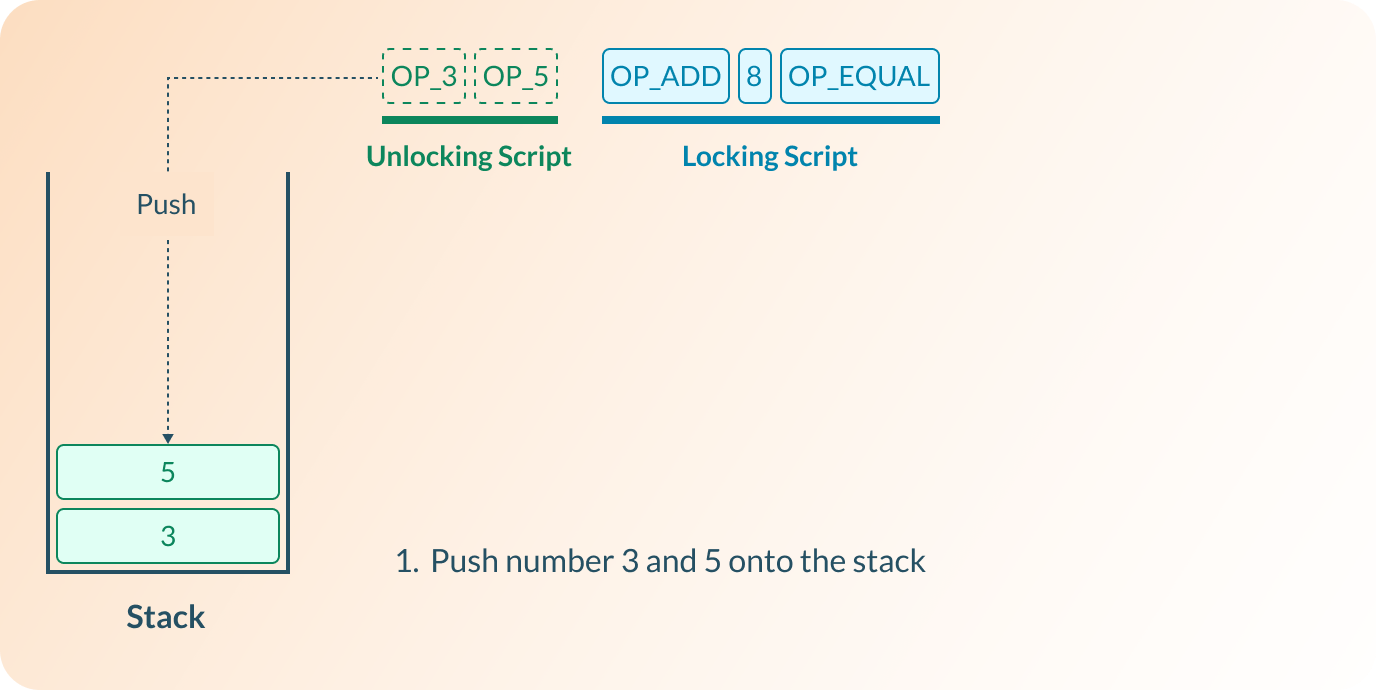 OP_3 OP_5 OP_ADD 8 OP_EQUAL
Unlocking Script Locking Script
Push
5
3
1. Push number 3 and 5 onto the stack
Stack